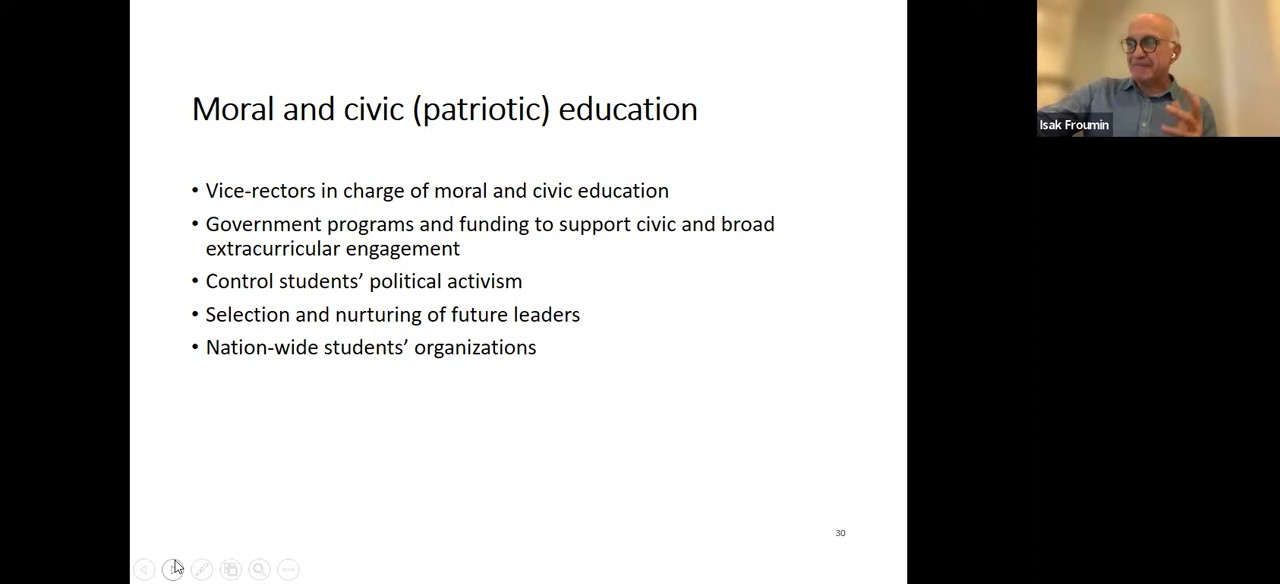 Moral and civic (patriotic) education
• Vice-rectors in charge of moral and civic education
• Government programs and funding to support civic and broad
extracurricular engagement
• Control students’ political activism
• Selection and nurturing of future leaders
• Nation-wide students’ organizations
30
Isak Froumin